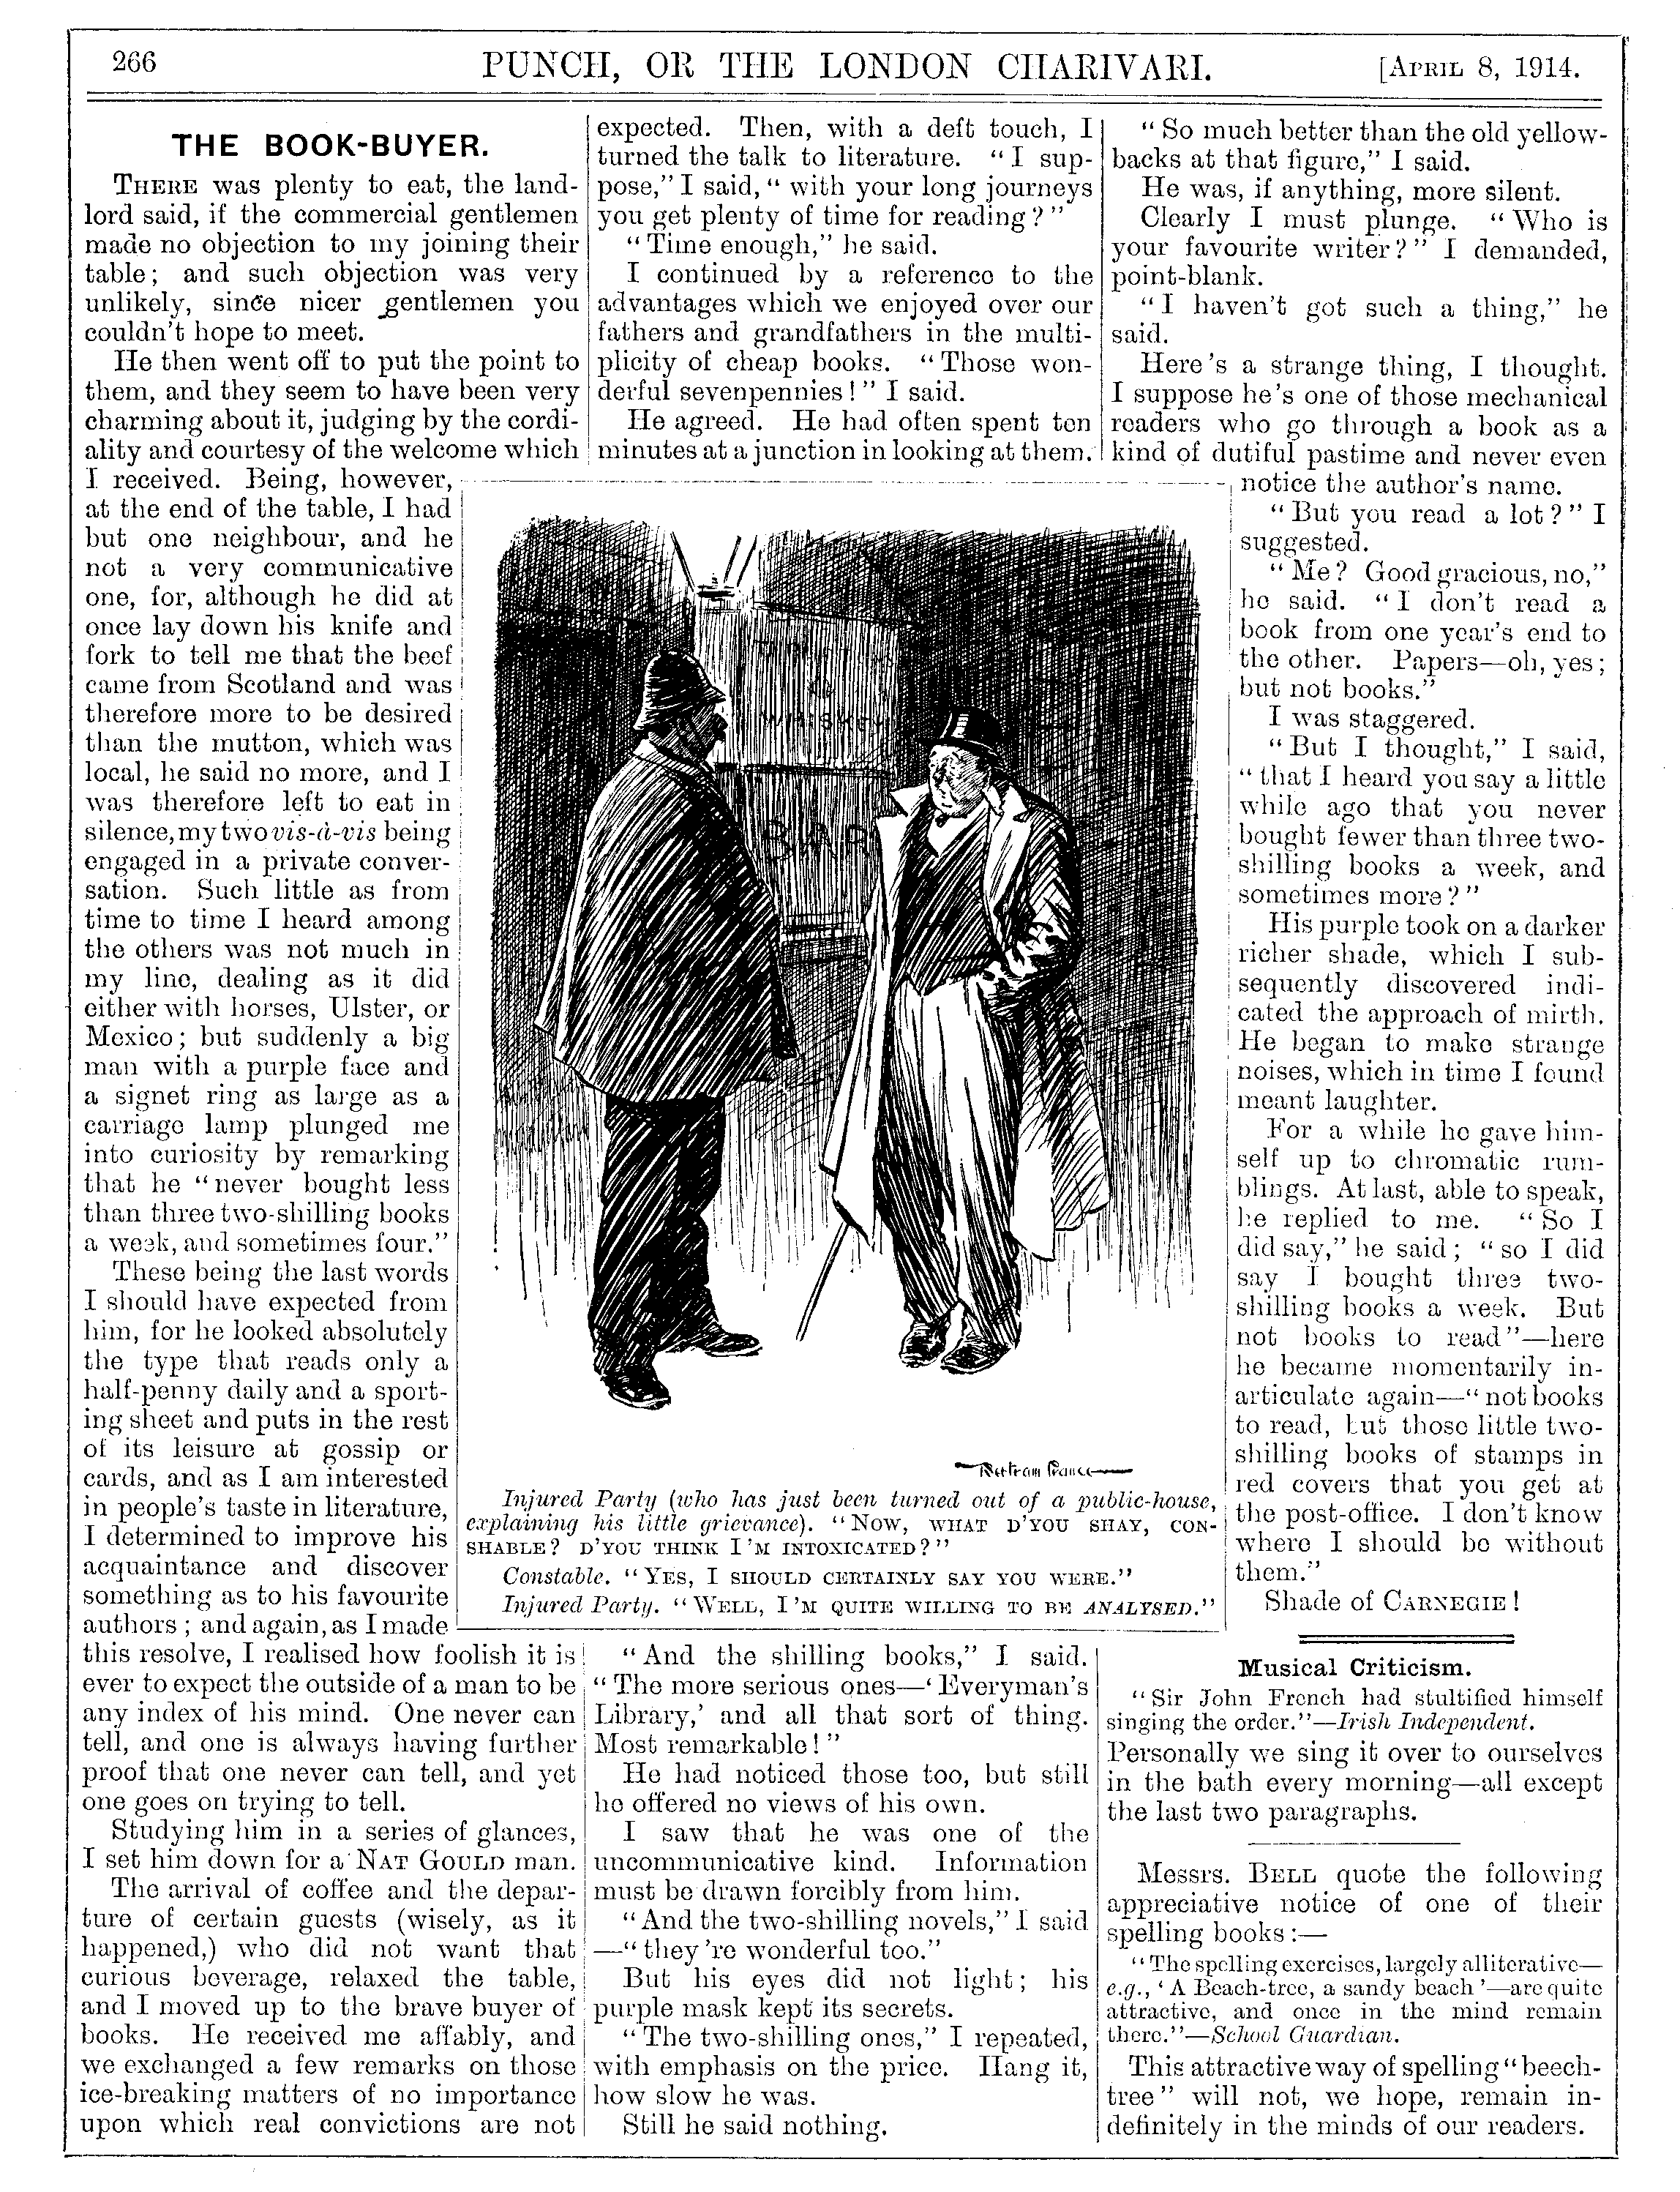 266
PUNCH, OR THE LONDON CHARIVARI.
[APRIL 8, 1914.
THE BOOK-BUYER.
THERE was plenty to eat, the land-
lord said, if the commercial gentlemen
made no objection to my joining their
table; and such objection was very
unlikely, since nicer gentlemen you
couldn't hope to meet.
He then went off to put the point to
them, and they seem to have been very
charming about it, judging by the cordi-
ality and courtesy of the welcome which
I received. Being, however,
at the end of the table, I had
but one neighbour, and he
not a very communicative
one, for, although he did at
once lay down his knife and
fork to tell me that the beef
came from Scotland and was
therefore more to be desired
than the mutton, which was
local, he said no more, and I
was therefore left to eat in
silence, my two vis-à-vis being
engaged in a private conver-
sation. Such little as from
time to time I heard among
the others was not much in
my line, dealing as it did
either with horses, Ulster, or
Mexico; but suddenly a big
man with a purple face and
a signet ring as large as a
carriage lamp plunged me
into curiosity by remarking
that he "never bought less
than three two-shilling books
a week, and sometimes four."
These being the last words
I should have expected from
him, for he looked absolutely
the type that reads only a
half-penny daily and a sport-
ing sheet and puts in the rest
of its leisure at gossip or
cards, and as I am interested
in people's taste in literature,
I determined to improve his
acquaintance and discover
something as to his favourite
authors; and again, as I made
this resolve, I realised how foolish it is
ever to expect the outside of a man to be
any index of his mind. One never can
tell, and one is always having further
proof that one never can tell, and yet
one goes on trying to tell.
Studying him in a series of glances,
I set him down for a NAT GOULD man.
The arrival of coffee and the depar-
ture of certain guests (wisely, as it
happened,) who did not want that
curious beverage, relaxed the table,
and I moved up to the brave buyer of
books. He received me affably, and
we exchanged a few remarks on those
ice-breaking matters of no importance
upon which real convictions are not
expected. Then, with a deft touch, I
turned the talk to literature. "I sup-
pose," I said, "with your long journeys
you get plenty of time for reading?"
"Time enough," he said.
I continued by a reference to the
advantages which we enjoyed over our
fathers and grandfathers in the multi-
plicity of cheap books. "Those won-
derful sevenpennies!" I said.
He agreed. He had often spent ten
minutes at a junction in looking at them.
WHISKEY
BAR
Bertram Prance
Injured Party (who has just been turned out of a public-house,
explaining his little grievance). "NOW, WHAT D'YOU SHAY, CON-
SHABLE? D'YOU THINK I'M INTOXICATED?"
Constable. "YES, I SHOULD CERTAINLY SAY YOU WERE."
Injured Party. "WELL, I'M QUITE WILLING TO BE ANALYSED."
"And the shilling books," I said.
"The more serious ones—'Everyman's
Library,' and all that sort of thing.
Most remarkable!"
He had noticed those too, but still
he offered no views of his own.
I saw that he was one of the
uncommunicative kind. Information
must be drawn forcibly from him.
"And the two-shilling novels," I said
—"they're wonderful too."
But his eyes did not light; his
purple mask kept its secrets.
"The two-shilling ones," I repeated,
with emphasis on the price. Hang it,
how slow he was.
Still he said nothing.
"So much better than the old yellow-
backs at that figure," I said.
He was, if anything, more silent.
Clearly I must plunge. "Who is
your favourite writer?" I demanded,
point-blank.
"I haven't got such a thing," he
said.
Here's a strange thing, I thought.
I suppose he's one of those mechanical
readers who go through a book as a
kind of dutiful pastime and never even
notice the author's name.
"But you read a lot?" I
suggested.
"Me? Good gracious, no,"
he said. "I don't read a
book from one year's end to
the other. Papers—oh, yes;
but not books."
I was staggered.
"But I thought," I said,
"that I heard you say a little
while ago that you never
bought fewer than three two-
shilling books a week, and
sometimes more?"
His purple took on a darker
richer shade, which I sub-
sequently discovered indi-
cated the approach of mirth.
He began to make strange
noises, which in time I found
meant laughter.
For a while he gave him-
self up to chromatic rum-
blings. At last, able to speak,
he replied to me. "So I
did say," he said; "so I did
say I bought three two-
shilling books a week. But
not books to read"—here
he became momentarily in-
articulate again—"not books
to read, but those little two-
shilling books of stamps in
red covers that you get at
the post-office. I don't know
where I should be without
them."
Shade of CARNEGIE!
Musical Criticism.
"Sir John French had stultified himself
singing the order."—Irish Independent.
Personally we sing it over to ourselves
in the bath every morning—all except
the last two paragraphs.
Messrs. BELL quote the following
appreciative notice of one of their
spelling books:—
"The spelling exercises, largely alliterative—
e.g., 'A Beach-tree, a sandy beach'—are quite
attractive, and once in the mind remain
there."—School Guardian.
This attractive way of spelling "beech-
tree" will not, we hope, remain in-
definitely in the minds of our readers.